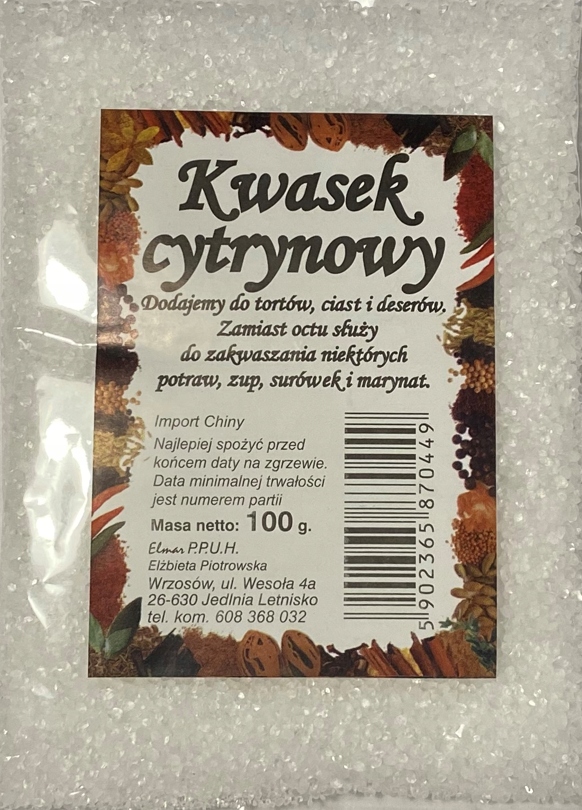 Kwasek
cytrynowy
Dodajemy do tortów, ciast i deserów.
Zamiast octu służy
do zakwaszania niektórych
potraw, zup, surówek i marynat.
Import Chiny
Najlepiej spożyć przed
końcem daty na zgrzewie.
Data minimalnej trwałości
jest numerem partii
Masa netto: 100 g.
Elmar P.P.U.H.
Elżbieta Piotrowska
Wrzosów, ul. Wesoła 4a
26-630 Jedlnia Letnisko
tel. kom. 608 368 032
5902365870449